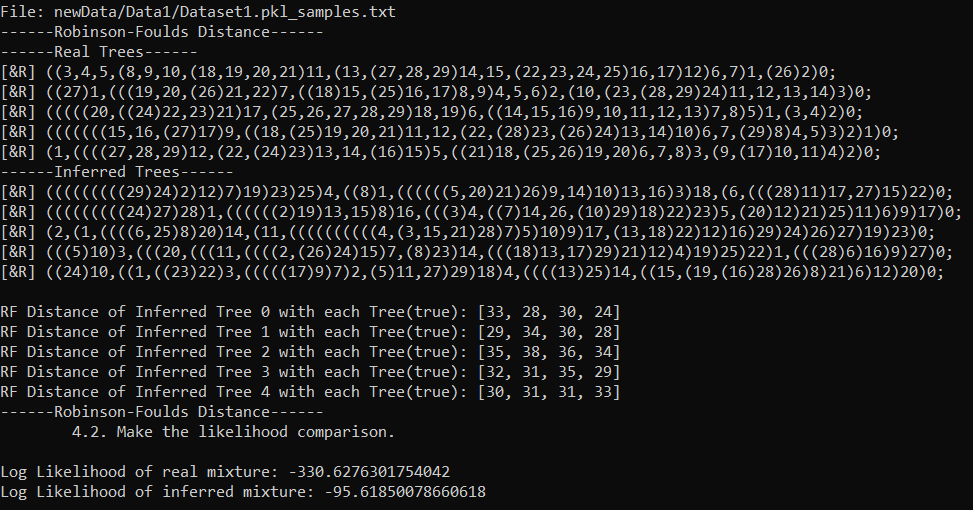 File: newData/Data1/Dataset1.pkl_samples.txt
------Robinson-Foulds Distance------
------Real Trees------
[&R] ((3,4,5,(8,9,10,(18,19,20,21)11,(13,(27,28,29)14,15,(22,23,24,25)16,17)12)6,7)1,(26)2)0;
[&R] ((27)1,(((19,20,(26)21,22)7,((18)15,(25)16,17)8,9)4,5,6)2,(10,(23,(28,29)24)11,12,13,14)3)0;
[&R] (((((20,((24)22,23)21)17,(25,26,27,28,29)18,19)6,((14,15,16)9,10,11,12,13)7,8)5)1,(3,4)2)0;
[&R] (((((((15,16,(27)17)9,((18,(25)19,20,21)11,12,(22,(28)23,(26)24)13,14)10)6,7,(29)8)4,5)3)2)1)0;
[&R] (1,((((27,28,29)12,(22,(24)23)13,14,(16)15)5,((21)18,(25,26)19,20)6,7,8)3,(9,(17)10,11)4)2)0;
------Inferred Trees-------
[&R] (((((((((29)24)2)12)7)19)23)25)4,((8)1,((((((5,20)21)26)9,14)10)13,16)3)18,(6,(((28)11)17,27)15)22)0;
[&R] (((((((((24)27)28)1,((((((2)19)13,15)8)16,(((3)4,((7)14,26,(10)29)18)22)23)5,(20)12)21)25)11)6)9)17)0;
[&R] (2,(1,((((6,25)8)20)14,(11,((((((((((4,(3,15,21)28)7)5)10)9)17,(13,18)22)12)16)29)24)26)27)19)23)0;
[&R] (((5)10)3,(((20,(((11,((((2,(26)24)15)7,(8)23)14,(((18)13,17)29)21)12)4)19)25)22)1,(((28)6)16)9)27)0;
[&R] ((24)10,((1,((23)22)3,(((((17)9)7)2,(5)11,27)29)18)4,((((13)25)14,((15,(19,(16)28)26)8)21)6)12)20)0;
RF Distance of Inferred Tree 0 with each Tree(true): [33, 28, 30, 24]
RF Distance of Inferred Tree 1 with each Tree(true): [29, 34, 30, 28]
RF Distance of Inferred Tree 2 with each Tree(true): [35, 38, 36, 34]
RF Distance of Inferred Tree 3 with each Tree(true): [32, 31, 35, 29]
RF Distance of Inferred Tree 4 with each Tree(true): [30, 31, 31, 33]
------Robinson-Foulds Distance------
4.2. Make the likelihood comparison.
Log Likelihood of real mixture: -330.6276301754042
Log Likelihood of inferred mixture: -95.61850078660618